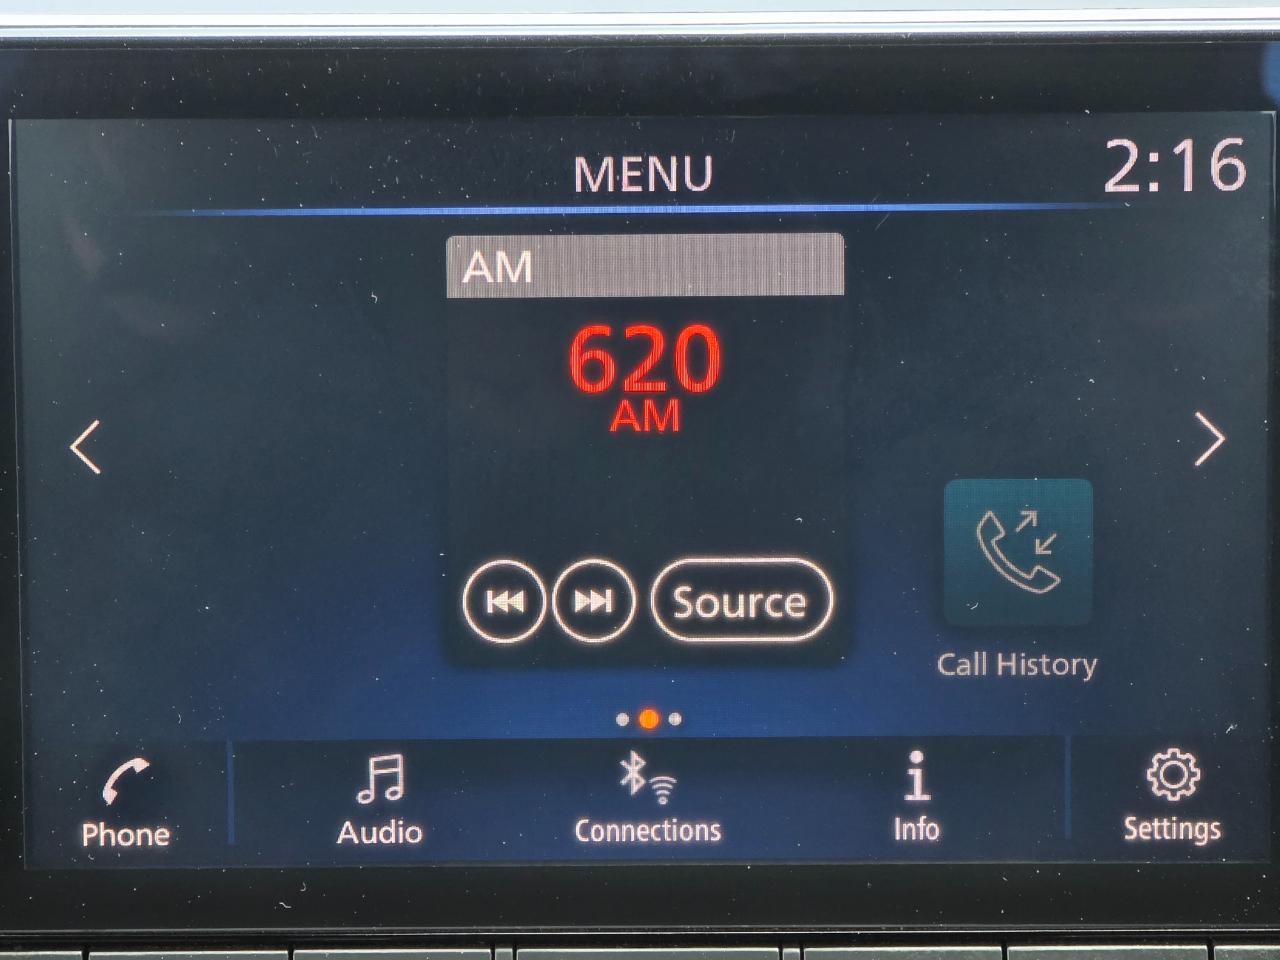 MENU
2:16
AM
620
AM
Source
Call History
Phone
Audio
Connections
Info
Settings